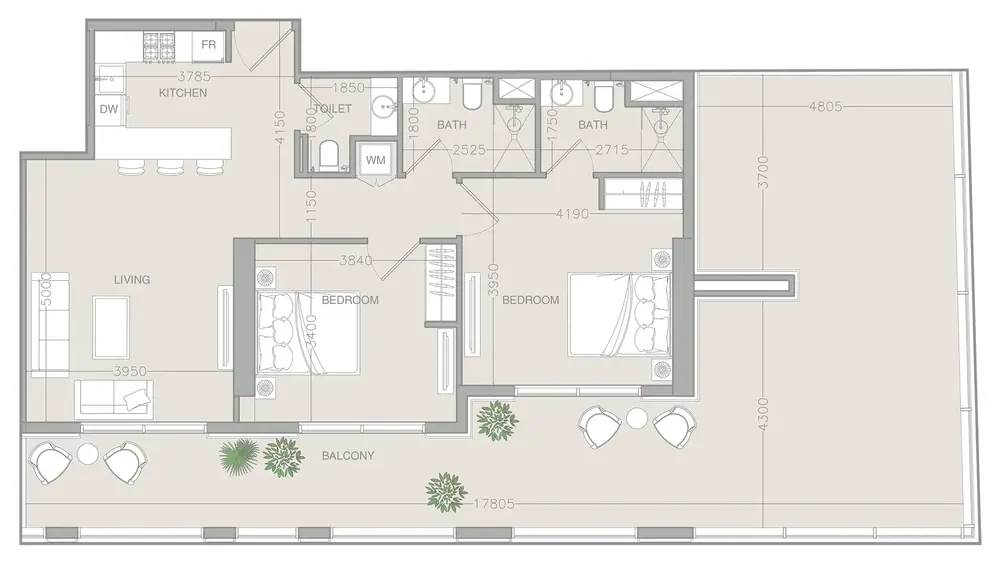 FR
3785
KITCHEN
DW
4150
1850
TOILET
1800
WM
1800
BATH
2525
1750
BATH
2715
4805
3700
1150
4190
3840
BEDROOM
3400
3950
BEDROOM
LIVING
5000
3950
4300
BALCONY
17805